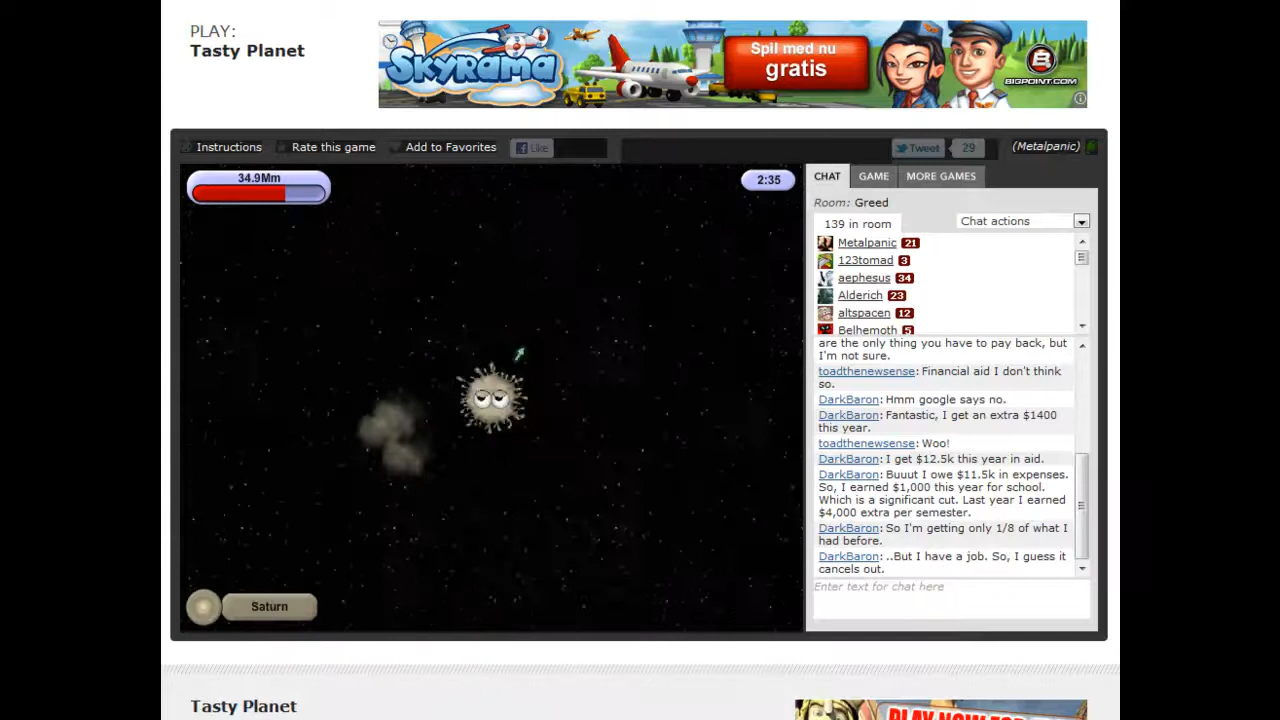 PLAY:
Tasty Planet
SKYRAMA
Spil med nu
gratis
B
BIGPOINT.COM
Instructions
Rate this game
Add to Favorites
Like
Tweet
29
(Metalpanic)
34.9Mm
2:35
Saturn
CHAT
GAME
MORE GAMES
Room: Greed
139 in room
Chat actions
Metalpanic 21
123tomad 3
aephesus 34
Alderich 23
altspacen 12
Belhemoth 5
are the only thing you have to pay back, but
I'm not sure.
toadthenewsense: Financial aid I don't think
so.
DarkBaron: Hmm google says no.
DarkBaron: Fantastic, I get an extra $1400
this year.
toadthenewsense: Woo!
DarkBaron: I get $12.5k this year in aid.
DarkBaron: Buuut I owe $11.5k in expenses.
So, I earned $1,000 this year for school.
Which is a significant cut. Last year I earned
$4,000 extra per semester.
DarkBaron: So I'm getting only 1/8 of what I
had before.
DarkBaron: ..But I have a job. So, I guess it
cancels out.
Enter text for chat here
Tasty Planet
PLAY NOW FOR